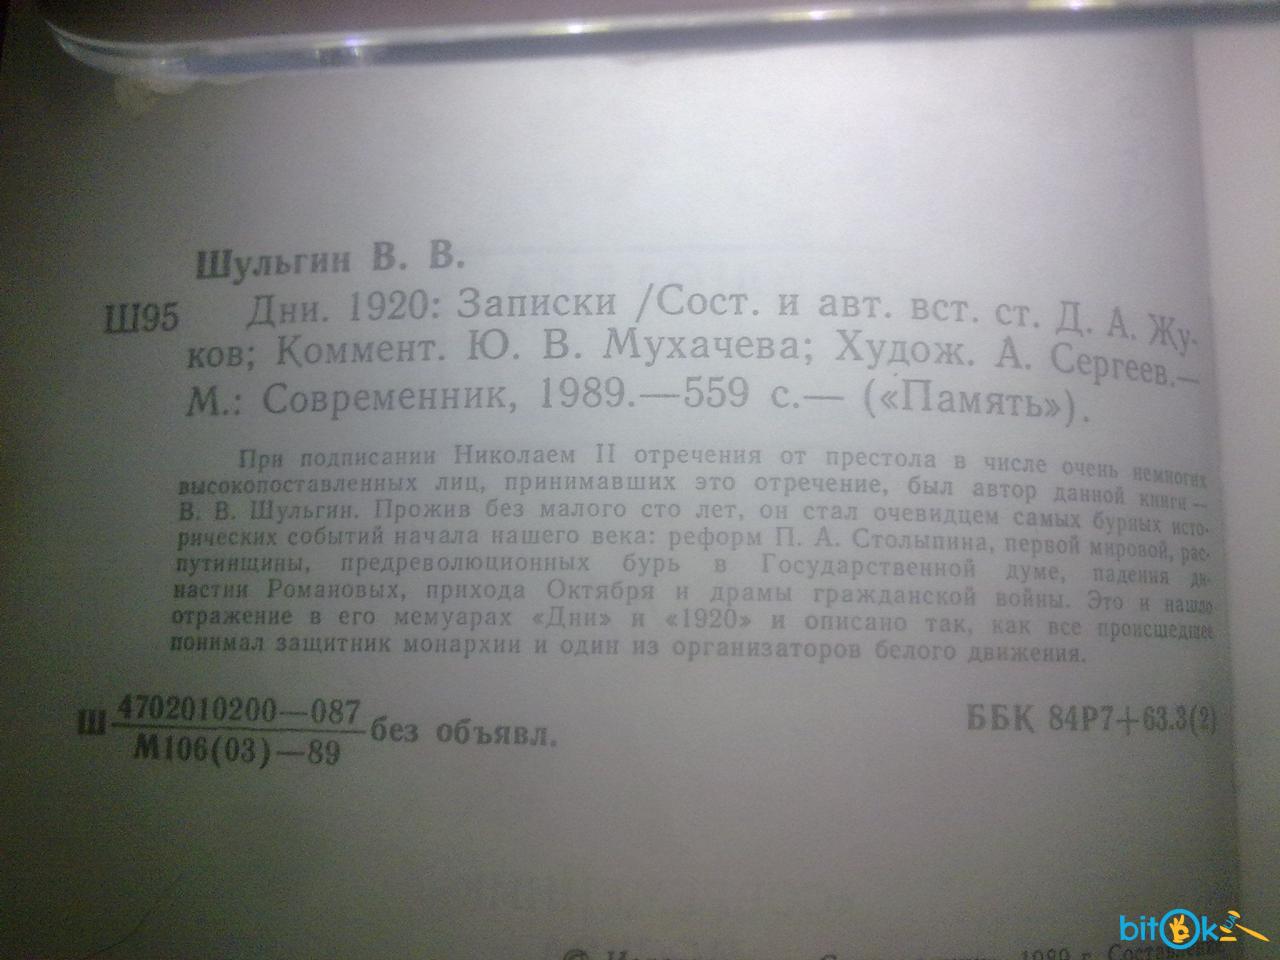 Шульгин В. В.
Ш95 Дни. 1920: Записки /Сост. и авт. вст. ст. Д. А. Жу-
ков; Коммент. Ю. В. Мухачева; Худож. А. Сергеев.—
М.: Современник, 1989.—559 с.— («Память»).
При подписании Николаем II отречения от престола в числе очень немногих
высокопоставленных лиц, принимавших это отречение, был автор данной книги —
В. В. Шульгин. Прожив без малого сто лет, он стал очевидцем самых бурных исто-
рических событий начала нашего века: реформ П. А. Столыпина, первой мировой, рас-
путинщины, предреволюционных бурь в Государственной думе, падения ди-
настии Романовых, прихода Октября и драмы гражданской войны. Это и нашло
отражение в его мемуарах «Дни» и «1920» и описано так, как все происшедшее
понимал защитник монархии и один из организаторов белого движения.
Ш 4702010200—087 без объявл. ББК 84Р7+63.3(2)
М106(03)—89
© 1989 г. Составление
bitOk.ua